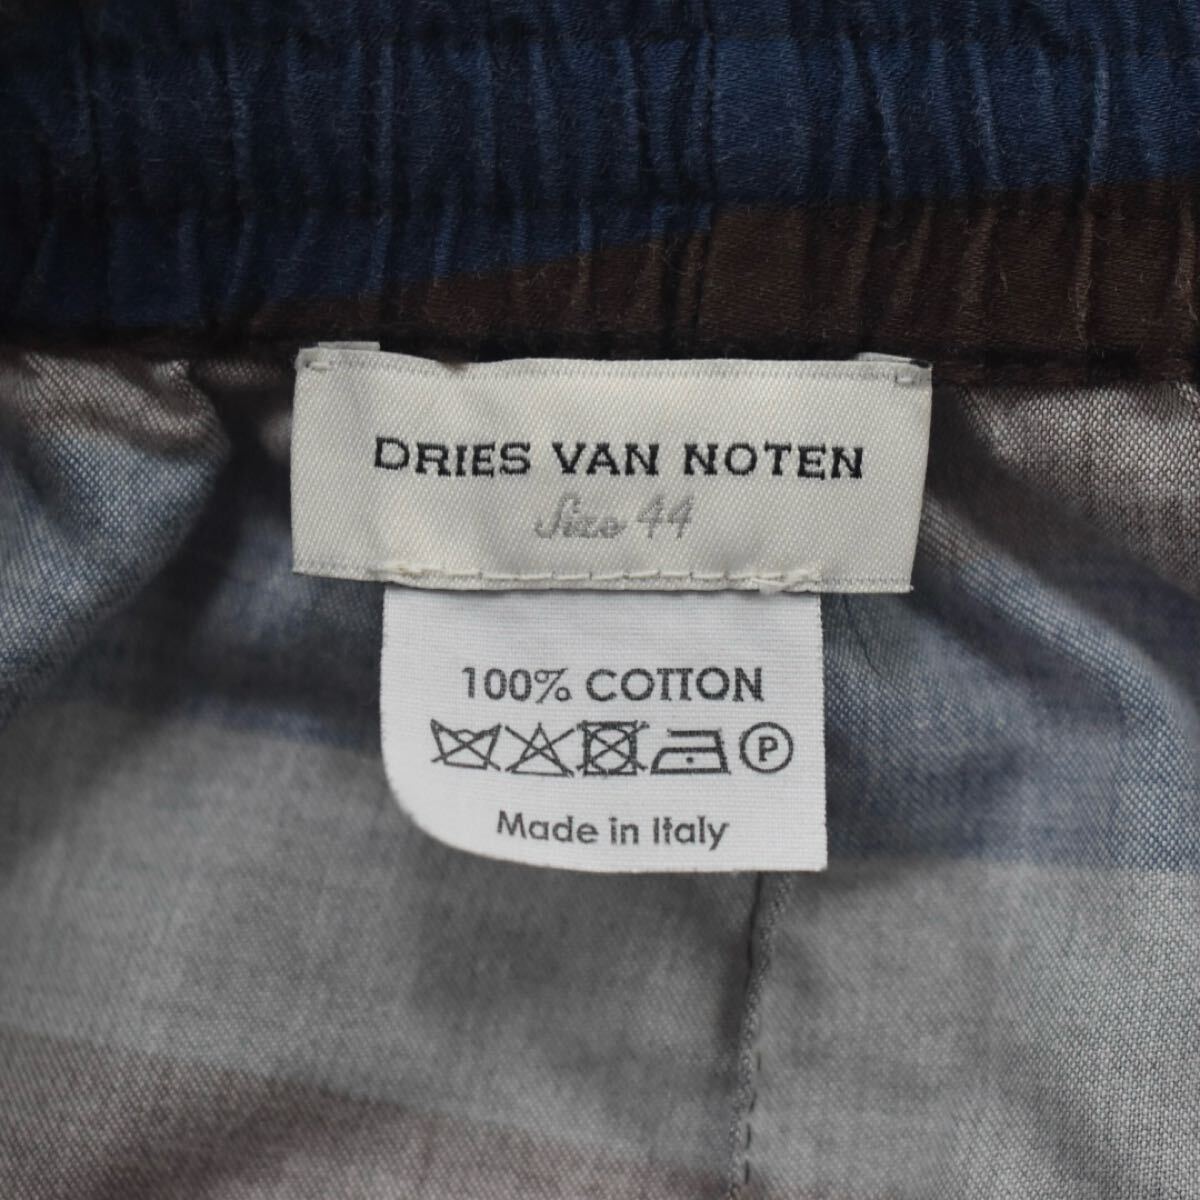 DRIES VAN NOTEN
Size 44
100% COTTON
P
Made in Italy